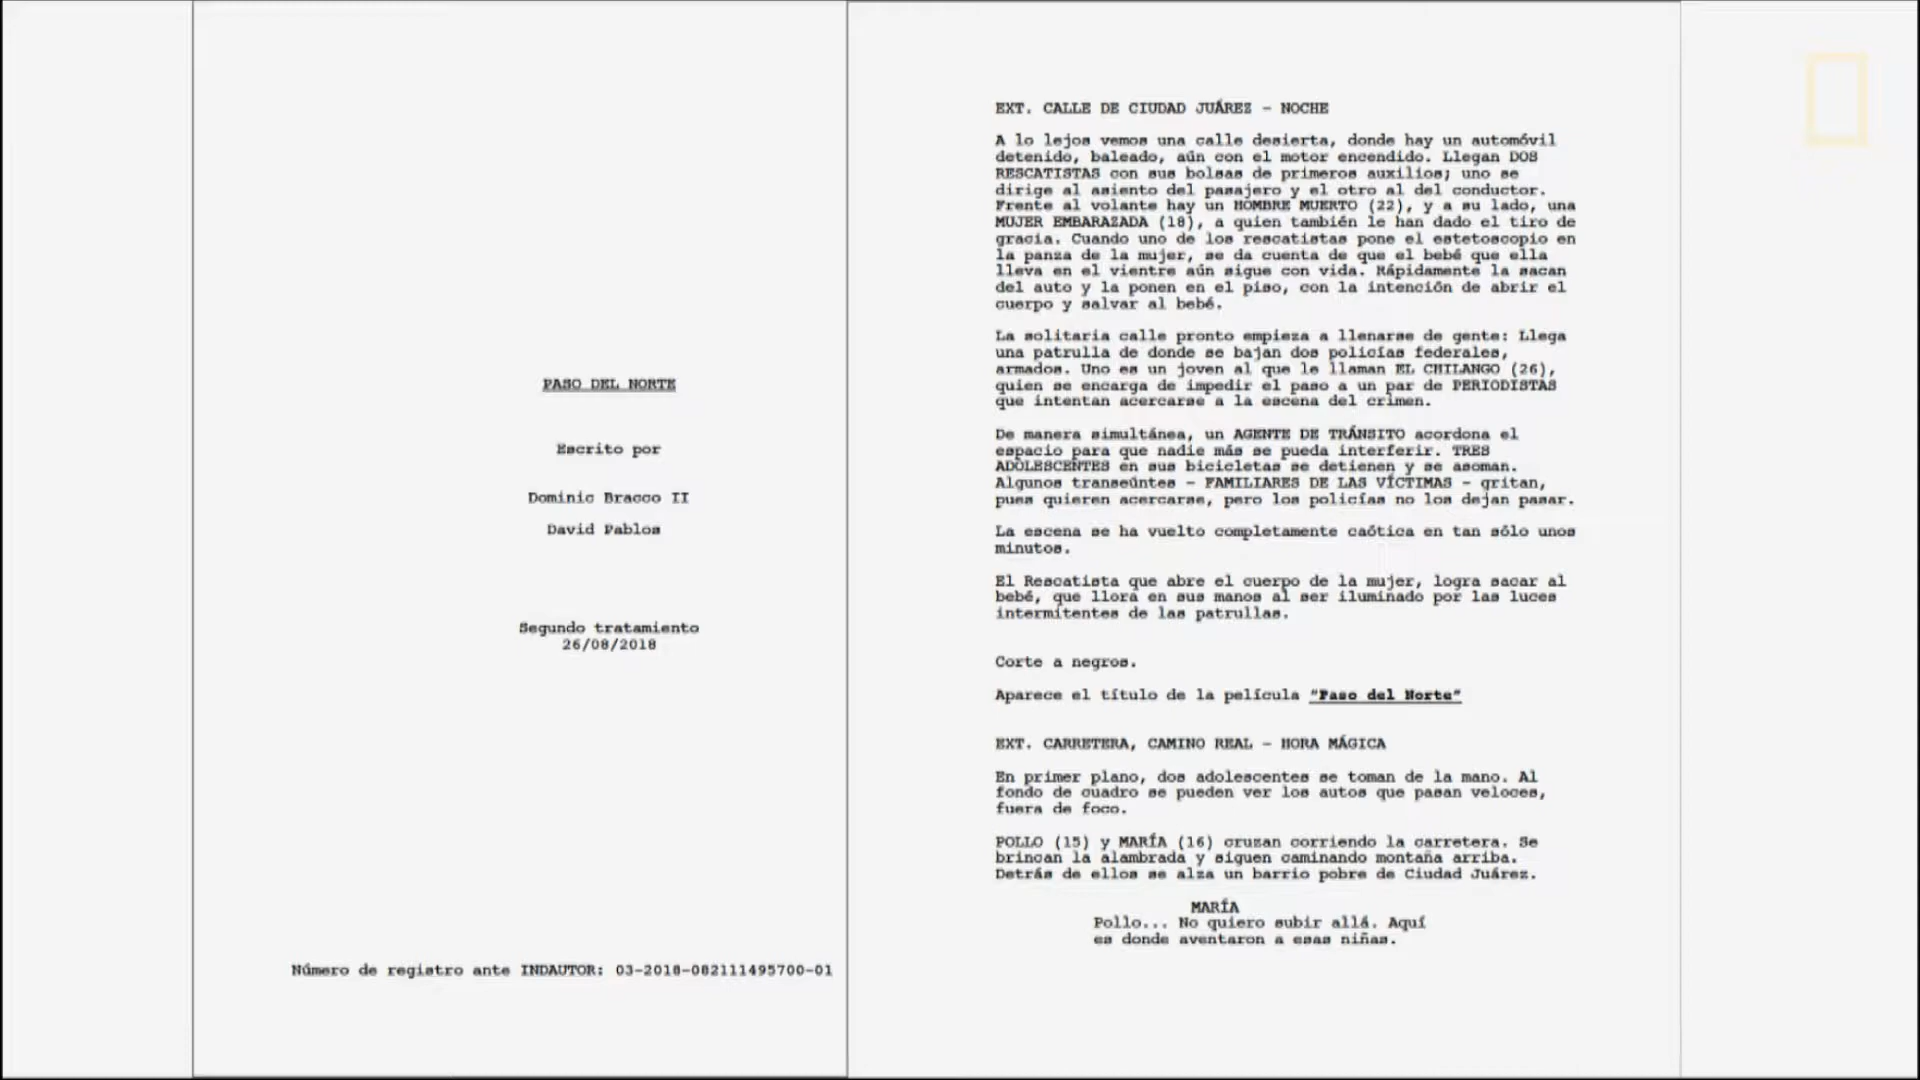 PASO DEL NORTE
Escrito por
Dominic Bracco II
David Pablos
Segundo tratamiento
26/08/2018
Número de registro ante INDAUTOR: 03-2018-082111495700-01
EXT. CALLE DE CIUDAD JUÁREZ - NOCHE
A lo lejos vemos una calle desierta, donde hay un automóvil
detenido, baleado, aún con el motor encendido. Llegan DOS
RESCATISTAS con sus bolsas de primeros auxilios; uno se
dirige al asiento del pasajero y el otro al del conductor.
Frente al volante hay un HOMBRE MUERTO (22), y a su lado, una
MUJER EMBARAZADA (18), a quien también le han dado el tiro de
gracia. Cuando uno de los rescatistas pone el estetoscopio en
la panza de la mujer, se da cuenta de que el bebé que ella
lleva en el vientre aún sigue con vida. Rápidamente la sacan
del auto y la ponen en el piso, con la intención de abrir el
cuerpo y salvar al bebé.
La solitaria calle pronto empieza a llenarse de gente: Llega
una patrulla de donde se bajan dos policías federales,
armados. Uno es un joven al que le llaman EL CHILANGO (26),
quien se encarga de impedir el paso a un par de PERIODISTAS
que intentan acercarse a la escena del crimen.
De manera simultánea, un AGENTE DE TRÁNSITO acordona el
espacio para que nadie más se pueda interferir. TRES
ADOLESCENTES en sus bicicletas se detienen y se asoman.
Algunos transeúntes - FAMILIARES DE LAS VÍCTIMAS - gritan,
pues quieren acercarse, pero los policías no los dejan pasar.
La escena se ha vuelto completamente caótica en tan sólo unos
minutos.
El Rescatista que abre el cuerpo de la mujer, logra sacar al
bebé, que llora en sus manos al ser iluminado por las luces
intermitentes de las patrullas.
Corte a negros.
Aparece el título de la película "Paso del Norte"
EXT. CARRETERA, CAMINO REAL - HORA MÁGICA
En primer plano, dos adolescentes se toman de la mano. Al
fondo de cuadro se pueden ver los autos que pasan veloces,
fuera de foco.
POLLO (15) y MARÍA (16) cruzan corriendo la carretera. Se
brincan la alambrada y siguen caminando montaña arriba.
Detrás de ellos se alza un barrio pobre de Ciudad Juárez.
MARÍA
Pollo... No quiero subir allá. Aquí
es donde aventaron a esas niñas.